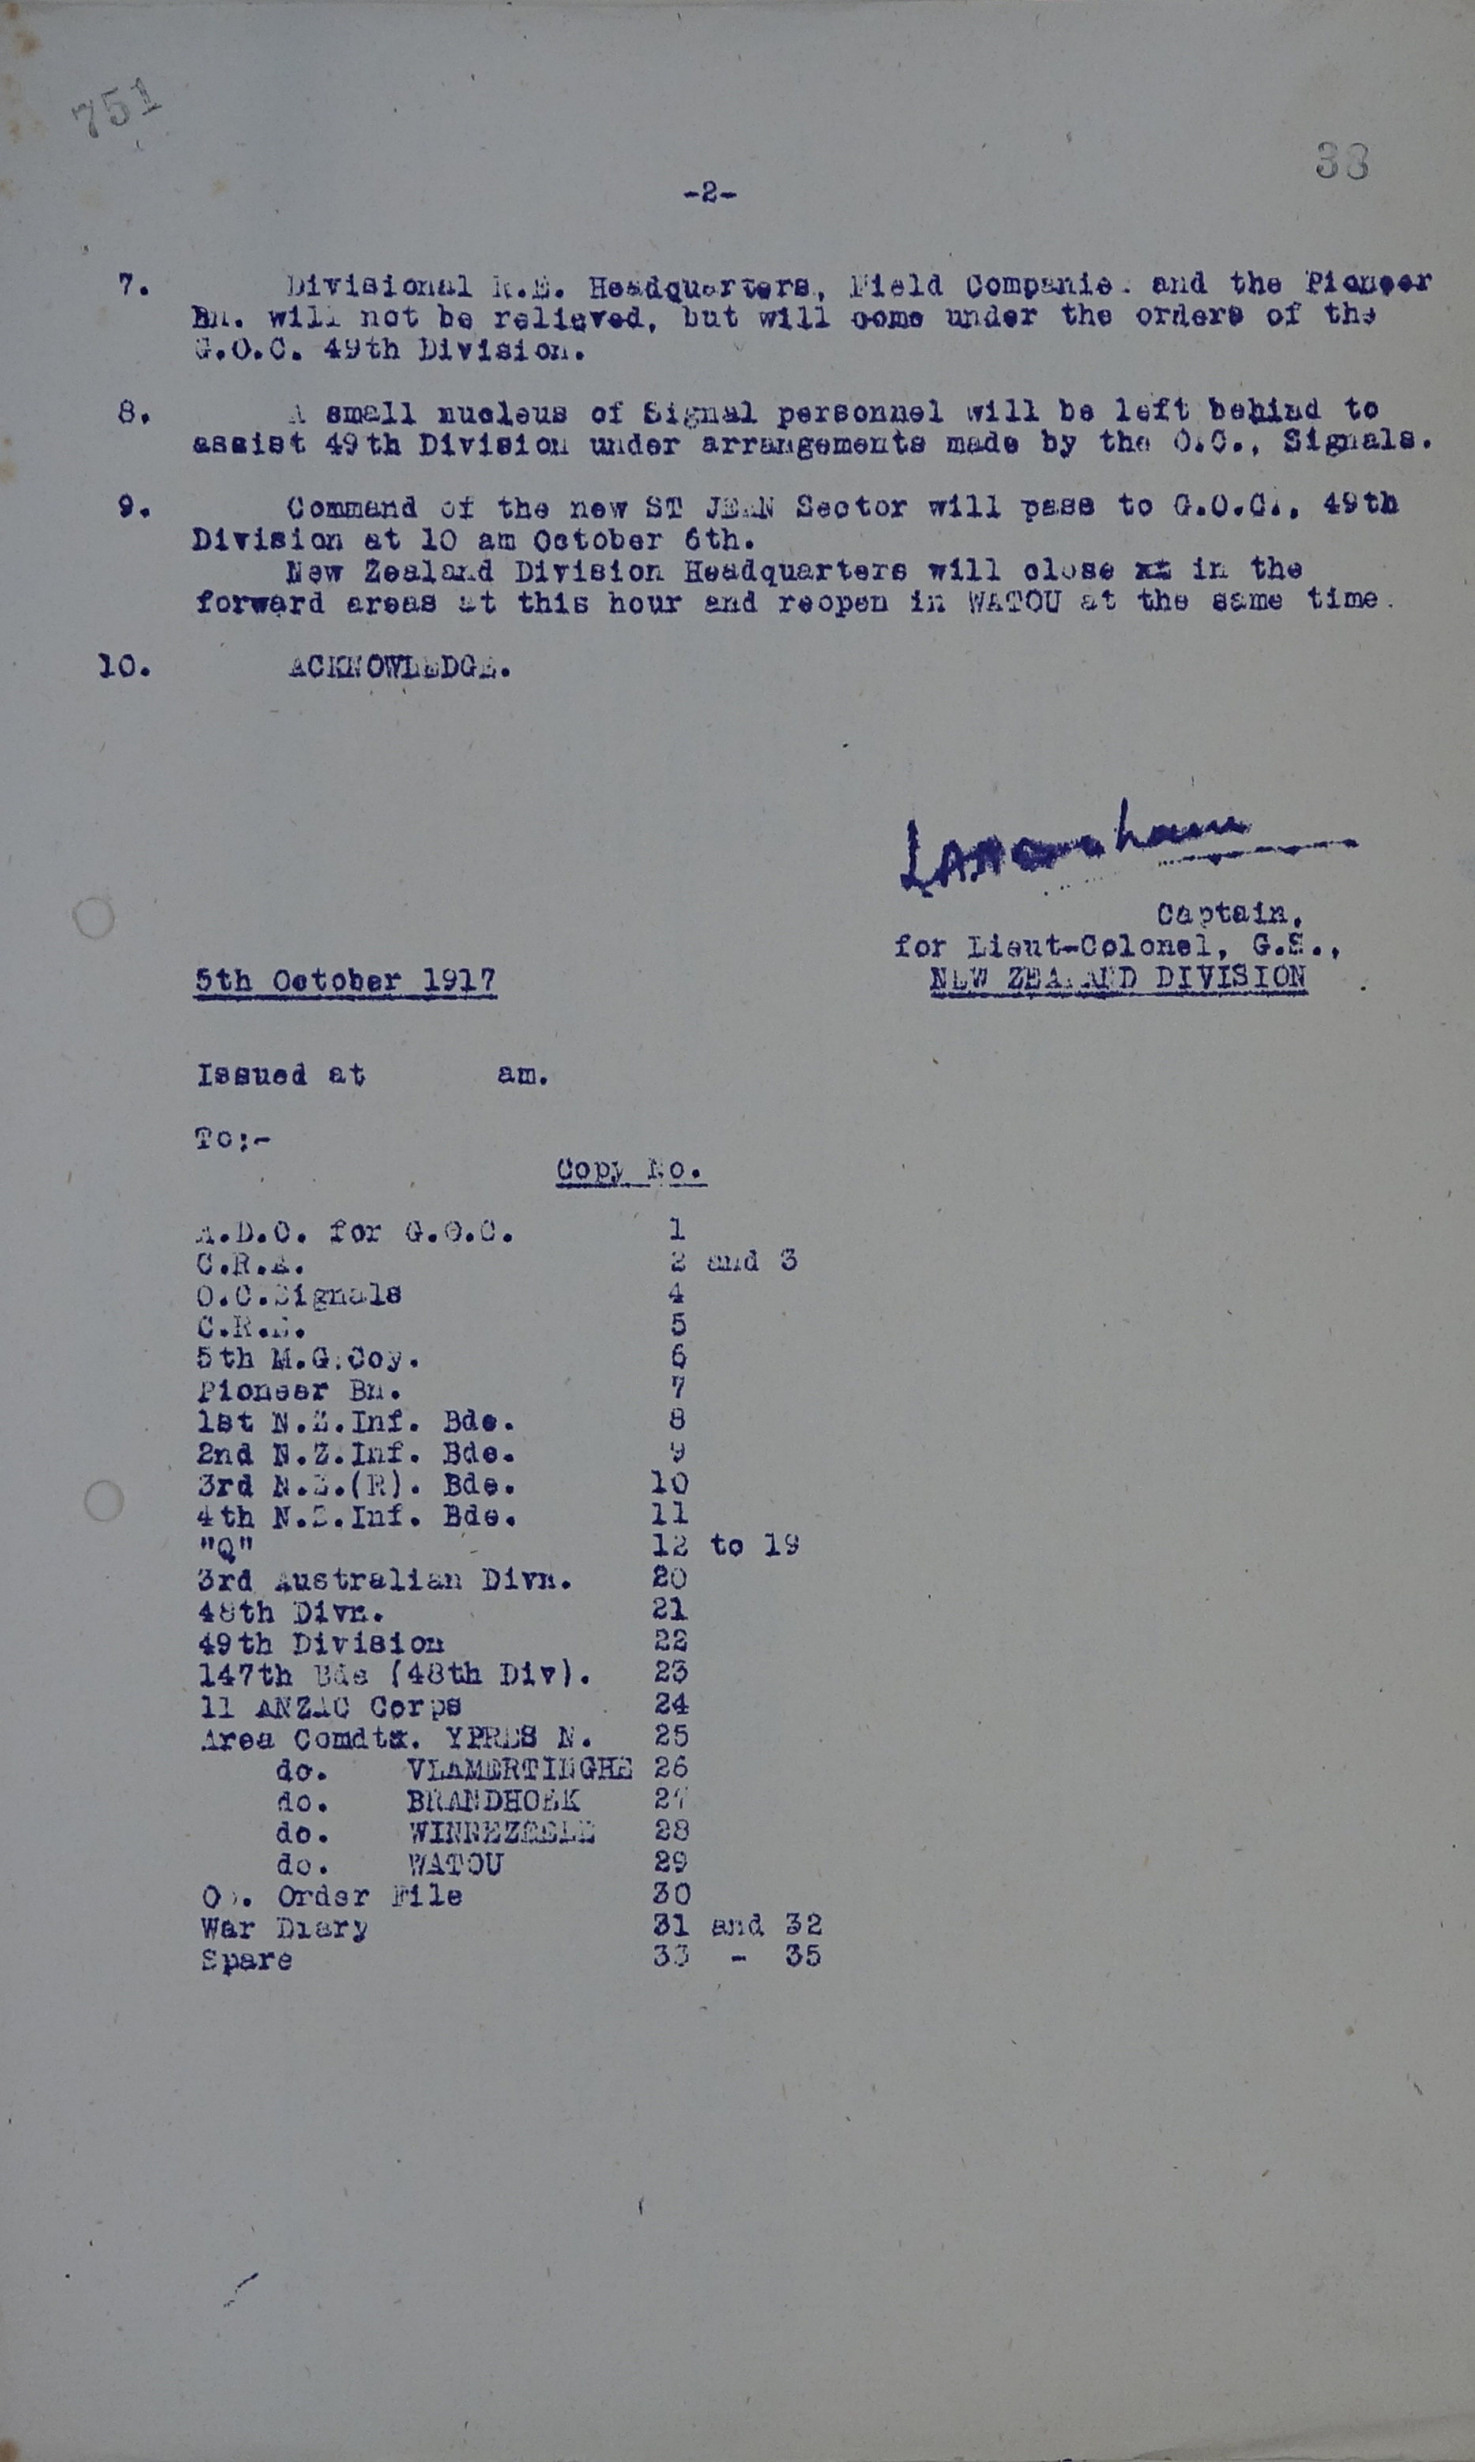 751
38
-2-
7. Divisional R.E. Headquarters, Field Companie. and the Pioneer
Bn. will not be relieved, but will come under the orders of the
G.O.C. 49th Division.
8. A small nucleus of Signal personnel will be left behind to
assist 49th Division under arrangements made by the O.C., Signals.
9. Command of the new ST JEAN Sector will pass to G.O.C., 49th
Division at 10 am October 6th.
New Zealand Division Headquarters will close xt in the
forward areas at this hour and reopen in WATOU at the same time.
10. ACKNOWLEDGE.
Captain,
for Lieut-Colonel, G.S.,
5th October 1917
NEW ZEALAND DIVISION
Issued at am.
To:-
Copy No.
A.D.C. for G.O.C. 1
C.R.A. 2 and 3
O.C.Signals 4
C.R.E. 5
5th M.G.Coy. 6
Pioneer Bn. 7
1st N.Z.Inf. Bde. 8
2nd N.Z.Inf. Bde. 9
3rd N.Z.(R). Bde. 10
4th N.Z.Inf. Bde. 11
"Q" 12 to 19
3rd Australian Divn. 20
48th Divn. 21
49th Division 22
147th Bde (48th Div). 23
11 ANZAC Corps 24
Area Comdtx. YPRES N. 25
do. VLAMERTINGHE 26
do. BRANDHOEK 27
do. WINNEZEELE 28
do. WATOU 29
Op. Order File 30
War Diary 31 and 32
Spare 33 - 35